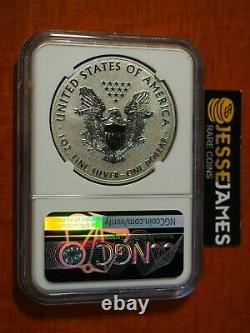 UNITED STATES OF AMERICA
1 OZ. FINE SILVER~ONE DOLLAR
JESSE JAMES
RARE COINS
NGCcoin.com/verify
NGC